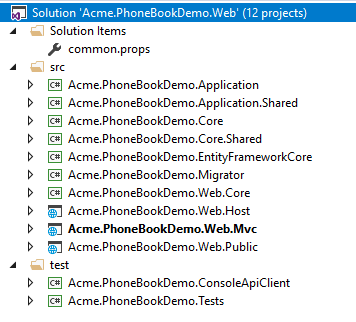 Solution 'Acme.PhoneBookDemo.Web' (12 projects)
Solution Items
common.props
src
C# Acme.PhoneBookDemo.Application
C# Acme.PhoneBookDemo.Application.Shared
C# Acme.PhoneBookDemo.Core
C# Acme.PhoneBookDemo.Core.Shared
C# Acme.PhoneBookDemo.EntityFrameworkCore
C# Acme.PhoneBookDemo.Migrator
C# Acme.PhoneBookDemo.Web.Core
Acme.PhoneBookDemo.Web.Host
Acme.PhoneBookDemo.Web.Mvc
Acme.PhoneBookDemo.Web.Public
test
C# Acme.PhoneBookDemo.ConsoleApiClient
C# Acme.PhoneBookDemo.Tests